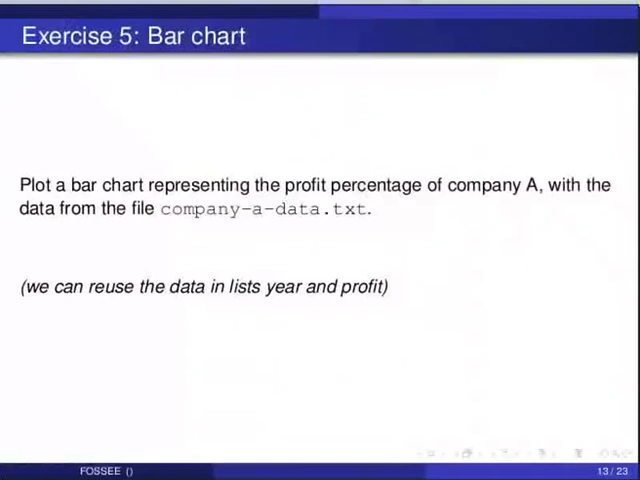 Exercise 5: Bar chart
Plot a bar chart representing the profit percentage of company A, with the
data from the file company-a-data.txt.
(we can reuse the data in lists year and profit)
FOSSEE ()
13 / 23